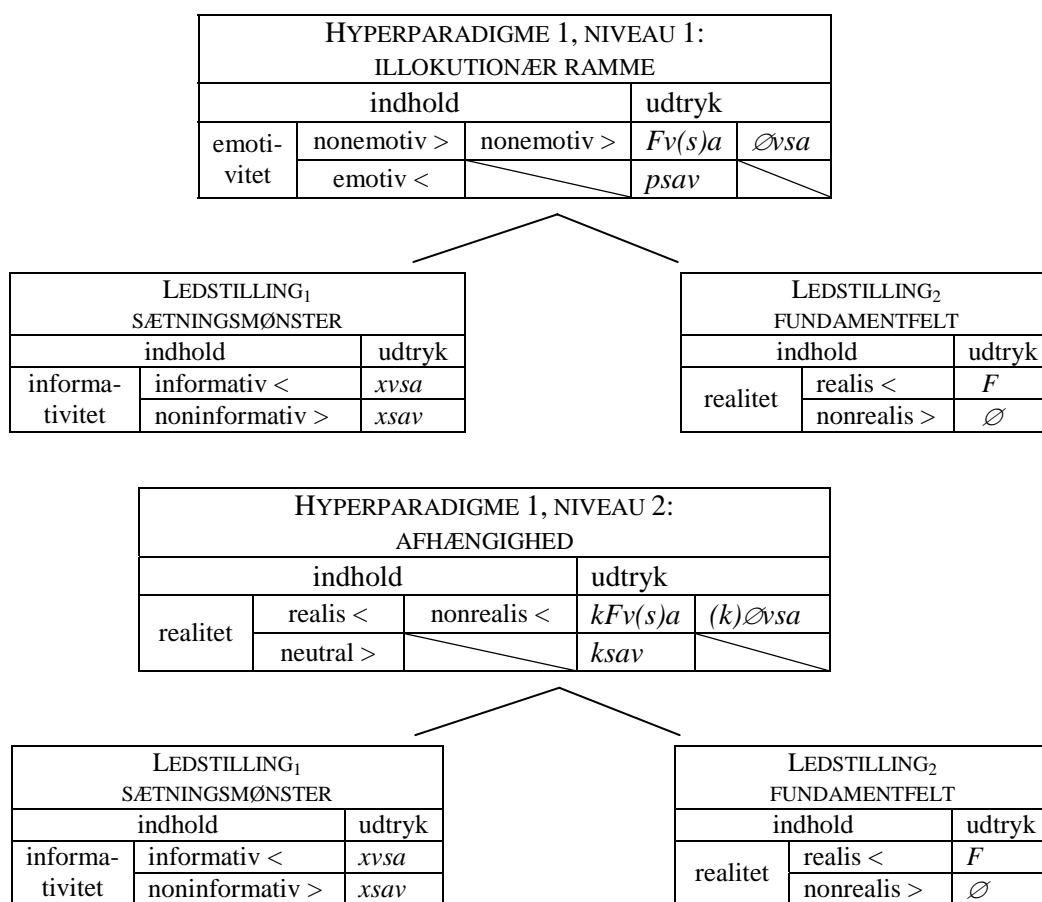 HYPERPARADIGME 1, NIVEAU 1:
ILLOKUTIONÆR RAMME
indhold udtryk
emoti-
vitet
nonemotiv > nonemotiv > Fv(s)a ∅vsa
emotiv < psav
LEDSTILLING1
SÆTNINGSMØNSTER
indhold udtryk
informa-
tivitet
informativ < xvsa
noninformativ > xsav
LEDSTILLING2
FUNDAMENTFELT
indhold udtryk
realitet
realis < F
nonrealis > ∅
HYPERPARADIGME 1, NIVEAU 2:
AFHÆNGIGHED
indhold udtryk
realitet
realis < nonrealis < kFv(s)a (k)∅vsa
neutral > ksav
LEDSTILLING1
SÆTNINGSMØNSTER
indhold udtryk
informa-
tivitet
informativ < xvsa
noninformativ > xsav
LEDSTILLING2
FUNDAMENTFELT
indhold udtryk
realitet
realis < F
nonrealis > ∅